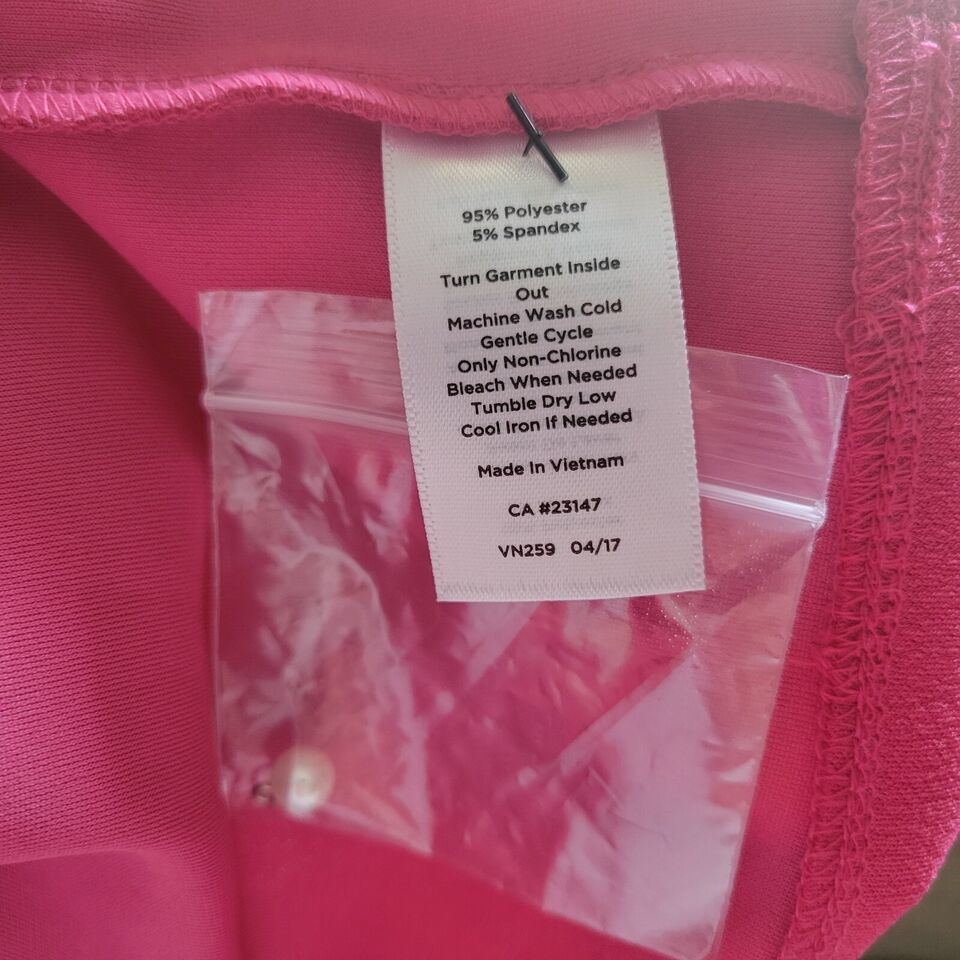 95% Polyester
5% Spandex
Turn Garment Inside
Out
Machine Wash Cold
Gentle Cycle
Only Non-Chlorine
Bleach When Needed
Tumble Dry Low
Cool Iron If Needed
Made In Vietnam
CA #23147
VN259 04/17